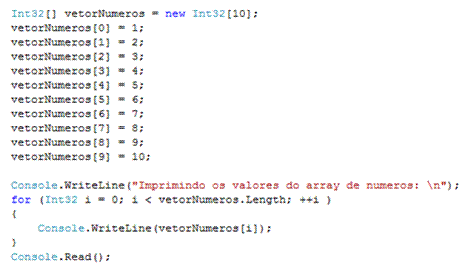 Int32[] vetorNumeros = new Int32[10];
vetorNumeros[0] = 1;
vetorNumeros[1] = 2;
vetorNumeros[2] = 3;
vetorNumeros[3] = 4;
vetorNumeros[4] = 5;
vetorNumeros[5] = 6;
vetorNumeros[6] = 7;
vetorNumeros[7] = 8;
vetorNumeros[8] = 9;
vetorNumeros[9] = 10;
Console.WriteLine("Imprimindo os valores do array de numeros: \n");
for (Int32 i = 0; i < vetorNumeros.Length; ++i )
{
Console.WriteLine(vetorNumeros[i]);
}
Console.Read();